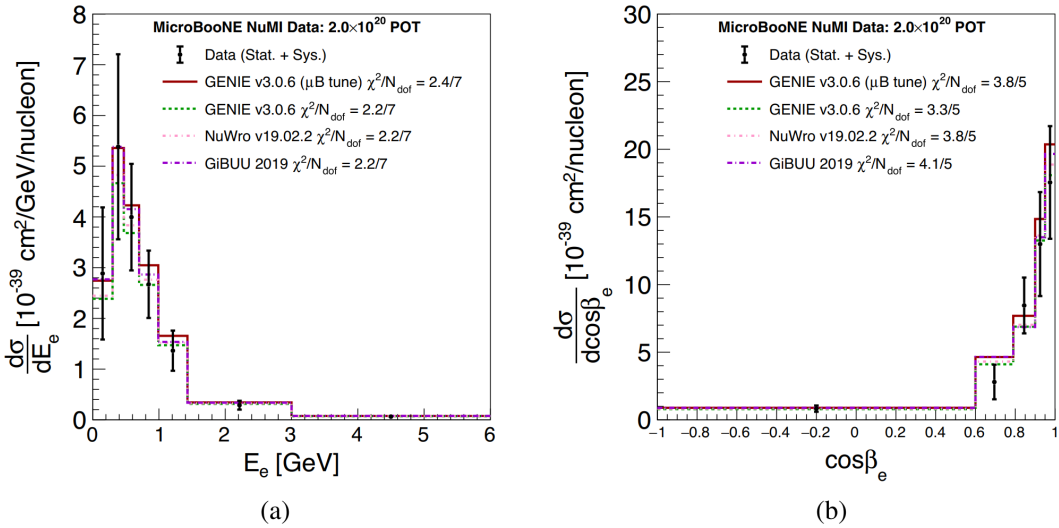 MicroBooNE NuMI Data: 2.0×10²⁰ POT
Data (Stat. + Sys.)
GENIE v3.0.6 (μB tune) χ²/N_dof = 2.4/7
GENIE v3.0.6 χ²/N_dof = 2.2/7
NuWro v19.02.2 χ²/N_dof = 2.2/7
GiBUU 2019 χ²/N_dof = 2.2/7
dσ/dE_e [10⁻³⁹ cm²/GeV/nucleon]
8
7
6
5
4
3
2
1
0
0 1 2 3 4 5 6
E_e [GeV]
(a)
MicroBooNE NuMI Data: 2.0×10²⁰ POT
Data (Stat. + Sys.)
GENIE v3.0.6 (μB tune) χ²/N_dof = 3.8/5
GENIE v3.0.6 χ²/N_dof = 3.3/5
NuWro v19.02.2 χ²/N_dof = 3.8/5
GiBUU 2019 χ²/N_dof = 4.1/5
dσ/dcosβ_e [10⁻³⁹ cm²/nucleon]
30
25
20
15
10
5
0
−1 −0.8 −0.6 −0.4 −0.2 0 0.2 0.4 0.6 0.8 1
cosβ_e
(b)